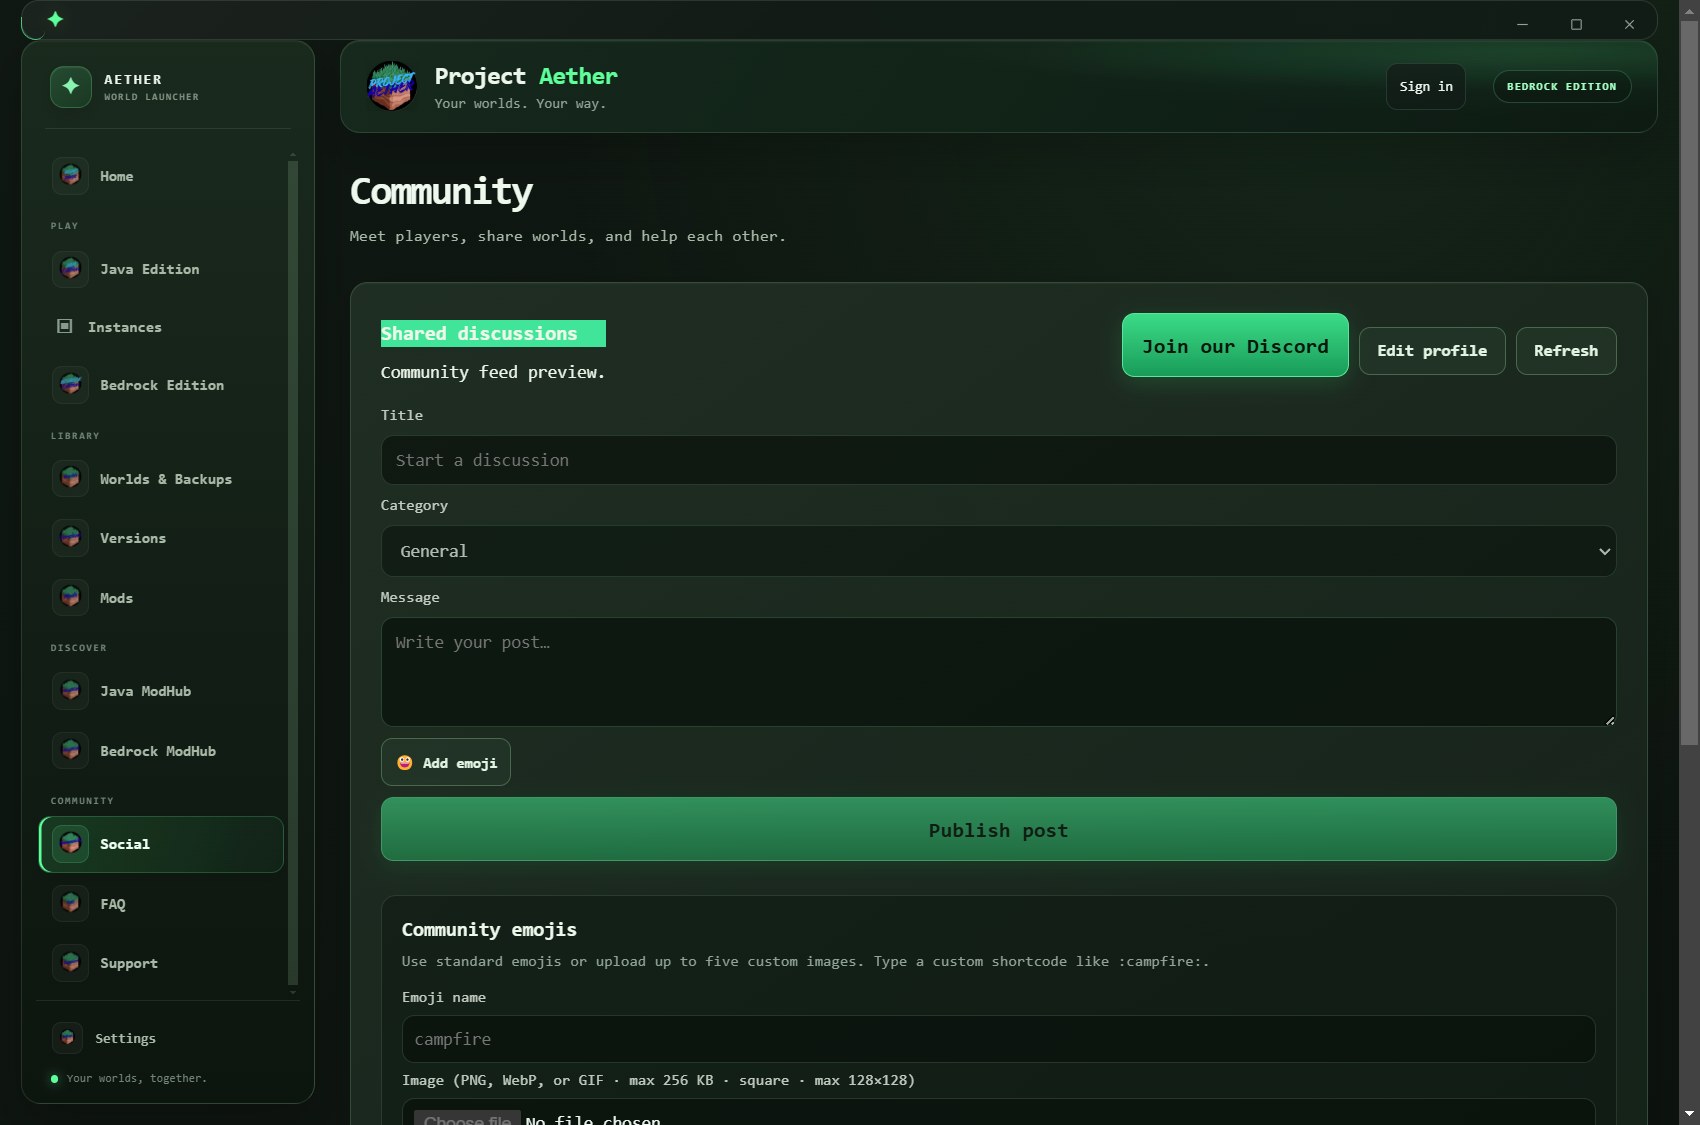 AETHER
WORLD LAUNCHER
Home
PLAY
Java Edition
Instances
Bedrock Edition
LIBRARY
Worlds & Backups
Versions
Mods
DISCOVER
Java ModHub
Bedrock ModHub
COMMUNITY
Social
FAQ
Support
Settings
Your worlds, together.
PROJECT
AETHER
Project Aether
Your worlds. Your way.
Sign in
BEDROCK EDITION
Community
Meet players, share worlds, and help each other.
Shared discussions
Community feed preview.
Join our Discord
Edit profile
Refresh
Title
Start a discussion
Category
General
Message
Write your post…
Add emoji
Publish post
Community emojis
Use standard emojis or upload up to five custom images. Type a custom shortcode like :campfire:.
Emoji name
campfire
Image (PNG, WebP, or GIF · max 256 KB · square · max 128×128)
Choose file No file chosen